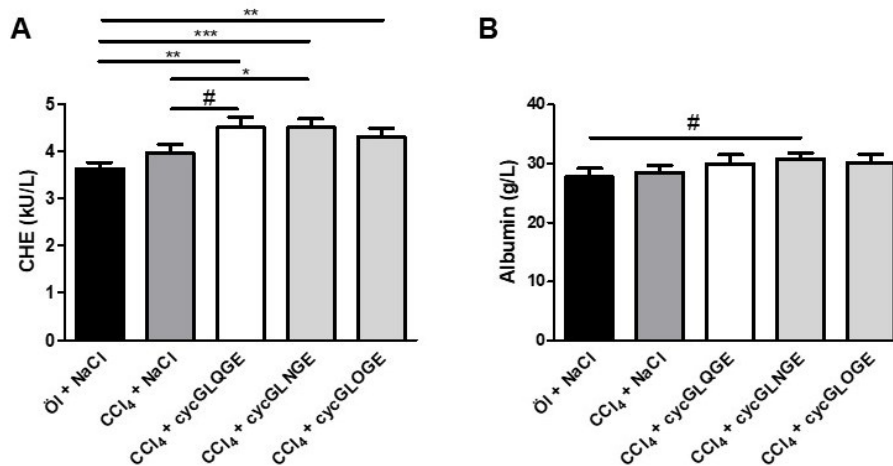 A
**
***
**
*
#
CHE (kU/L)
5
4
3
2
1
0
Öl + NaCl
CCl₄ + NaCl
CCl₄ + cycGLQGE
CCl₄ + cycGLNGE
CCl₄ + cycGLOGE
B
#
Albumin (g/L)
40
30
20
10
0
Öl + NaCl
CCl₄ + NaCl
CCl₄ + cycGLQGE
CCl₄ + cycGLNGE
CCl₄ + cycGLOGE